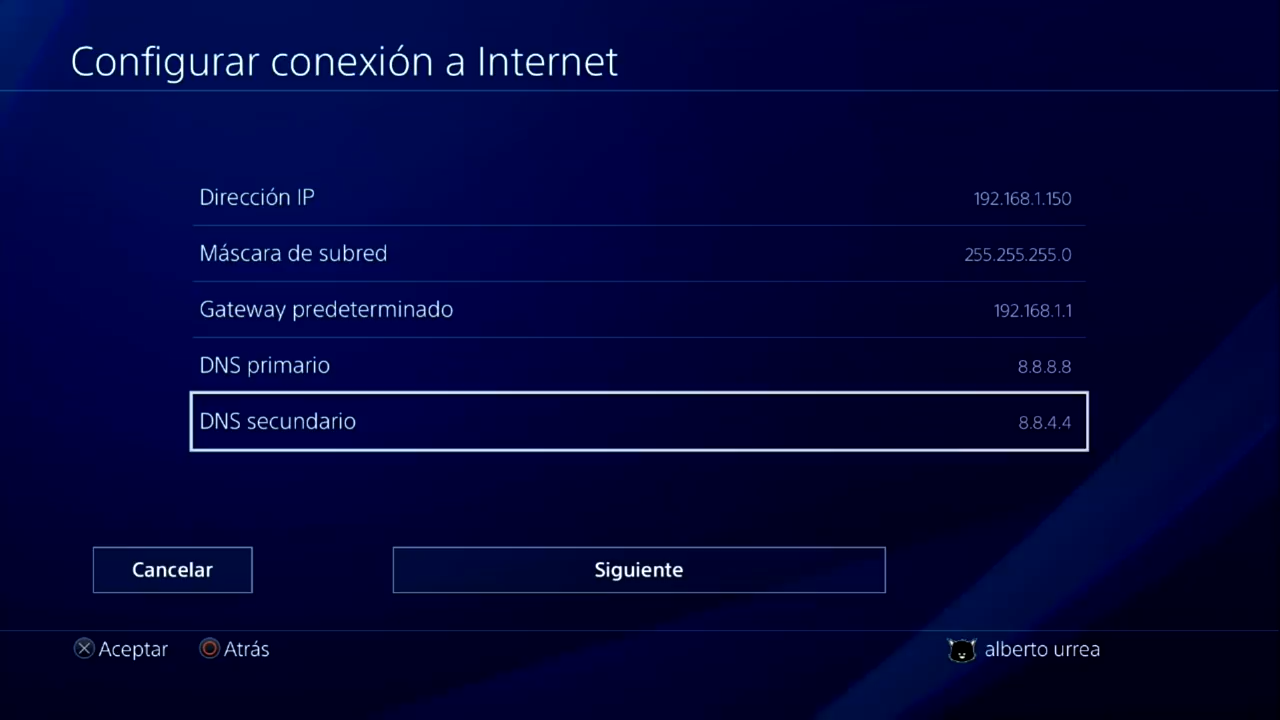 Configurar conexión a Internet
Dirección IP 192.168.1.150
Máscara de subred 255.255.255.0
Gateway predeterminado 192.168.1.1
DNS primario 8.8.8.8
DNS secundario 8.8.4.4
Cancelar Siguiente
Aceptar Atrás alberto urrea